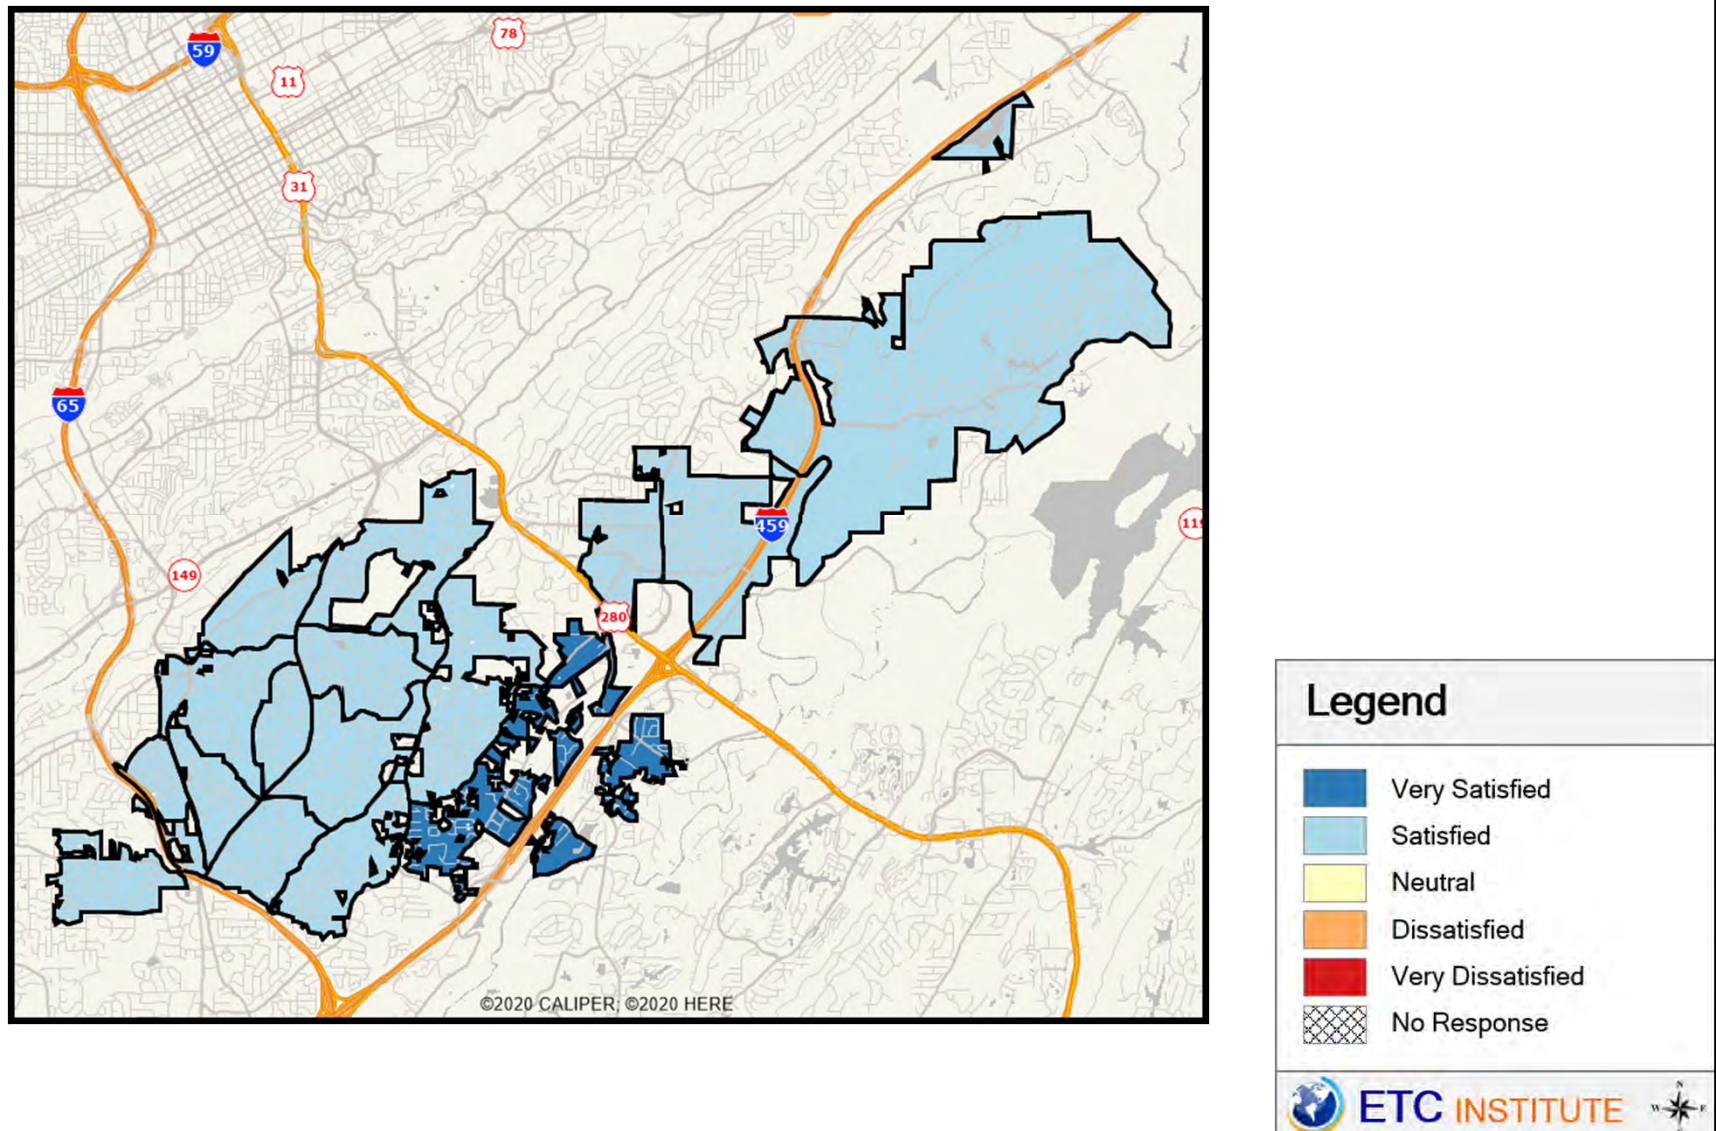 78
59
11
31
65
119
459
149
280
©2020 CALIPER; ©2020 HERE
Legend
Very Satisfied
Satisfied
Neutral
Dissatisfied
Very Dissatisfied
No Response
N
W E
ETC INSTITUTE